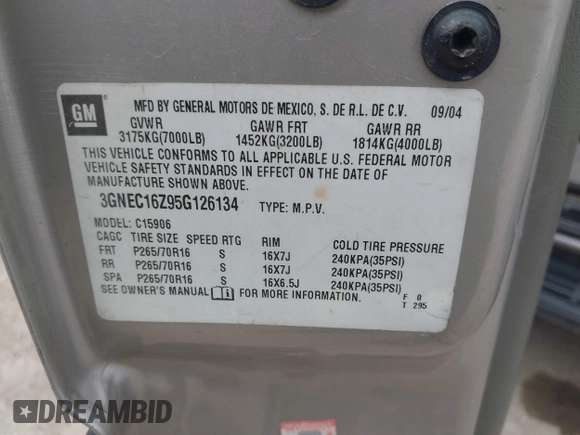 GM
MFD BY GENERAL MOTORS DE MEXICO, S. DE R.L. DE C.V. 09/04
GVWR GAWR FRT GAWR RR
3175KG(7000LB) 1452KG(3200LB) 1814KG(4000LB)
THIS VEHICLE CONFORMS TO ALL APPLICABLE U.S. FEDERAL MOTOR
VEHICLE SAFETY STANDARDS IN EFFECT ON THE DATE OF
MANUFACTURE SHOWN ABOVE.
3GNEC16Z95G126134 TYPE: M.P.V.
MODEL: C15906
CAGC TIRE SIZE SPEED RTG RIM COLD TIRE PRESSURE
FRT P265/70R16 S 16X7J 240KPA(35PSI)
RR P265/70R16 S 16X7J 240KPA(35PSI)
SPA P265/70R16 S 16X6.5J 240KPA(35PSI)
SEE OWNER'S MANUAL FOR MORE INFORMATION.
F 0
T 295
DREAMBID